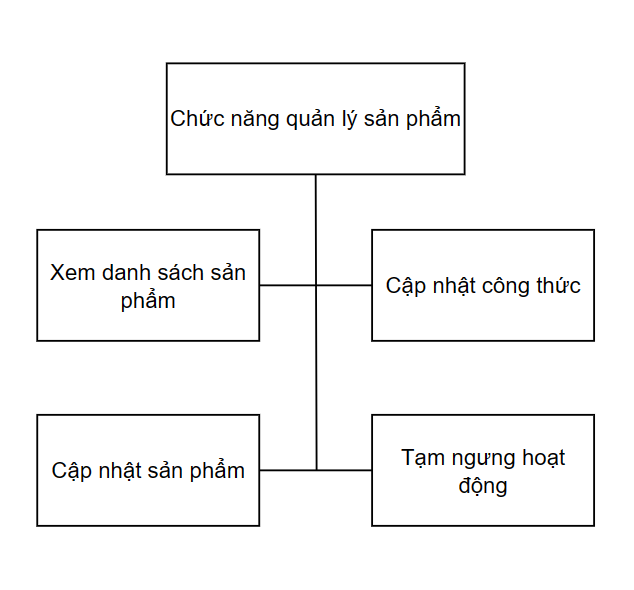 Chức năng quản lý sản phẩm
Xem danh sách sản
phẩm
Cập nhật công thức
Cập nhật sản phẩm
Tạm ngưng hoạt
động